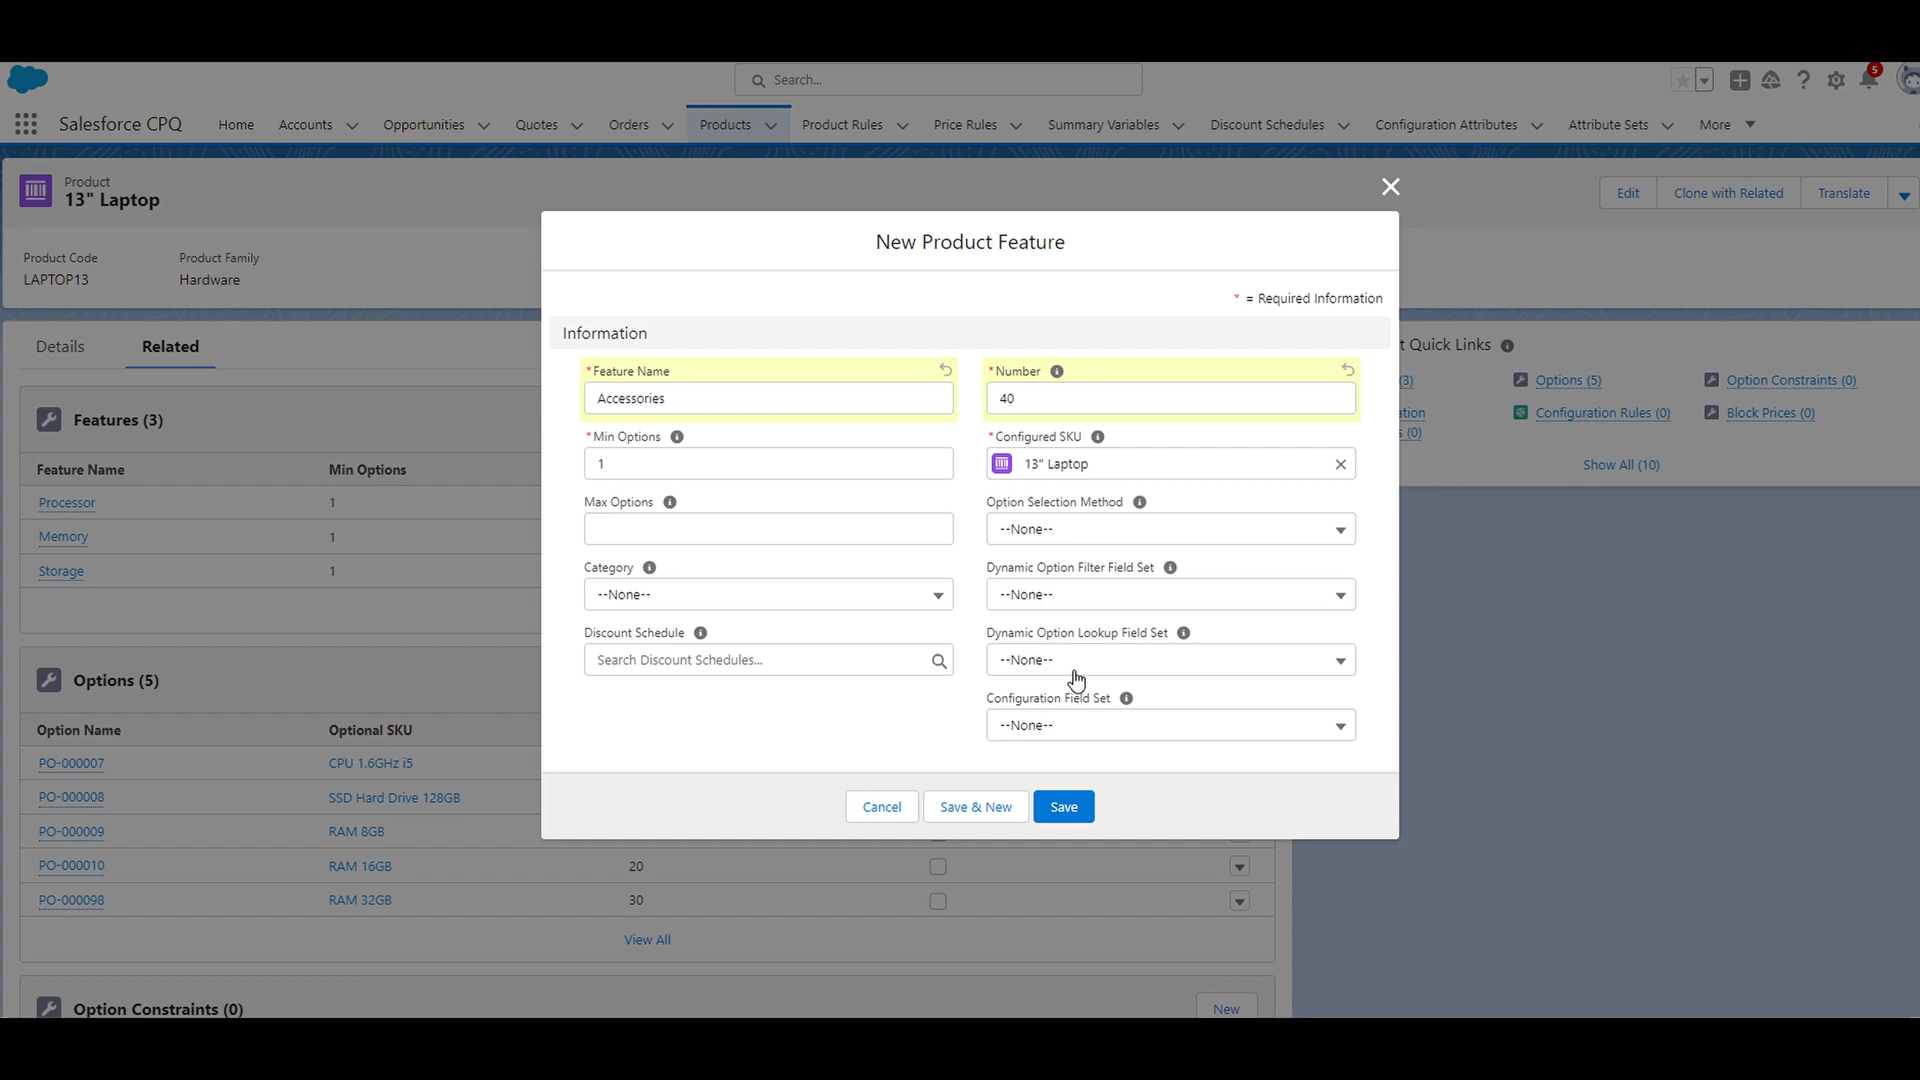 Search...
5
Salesforce CPQ
Home
Accounts
Opportunities
Quotes
Orders
Products
Product Rules
Price Rules
Summary Variables
Discount Schedules
Configuration Attributes
Attribute Sets
More
Product
13" Laptop
Edit
Clone with Related
Translate
Product Code
LAPTOP13
Product Family
Hardware
Details
Related
Features (3)
Feature Name
Min Options
Processor
1
Memory
1
Storage
1
Options (5)
Option Name
Optional SKU
PO-000007
CPU 1.6GHz i5
PO-000008
SSD Hard Drive 128GB
PO-000009
RAM 8GB
PO-000010
RAM 16GB
20
PO-000098
RAM 32GB
30
View All
Option Constraints (0)
New
New Product Feature
* = Required Information
Information
*Feature Name
Accessories
*Number
40
*Min Options
1
*Configured SKU
13" Laptop
Max Options
Option Selection Method
--None--
Category
--None--
Dynamic Option Filter Field Set
--None--
Discount Schedule
Search Discount Schedules...
Dynamic Option Lookup Field Set
--None--
Configuration Field Set
--None--
Cancel
Save & New
Save
t Quick Links
(3)
Options (5)
Option Constraints (0)
ation
s (0)
Configuration Rules (0)
Block Prices (0)
Show All (10)